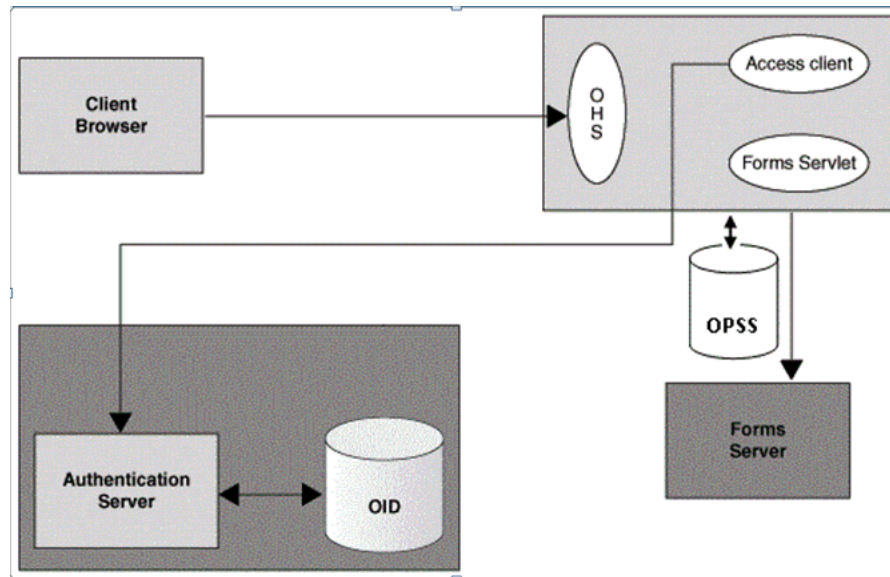 Client
Browser
O
H
S
Access client
Forms Servlet
OPSS
Forms
Server
Authentication
Server
OID